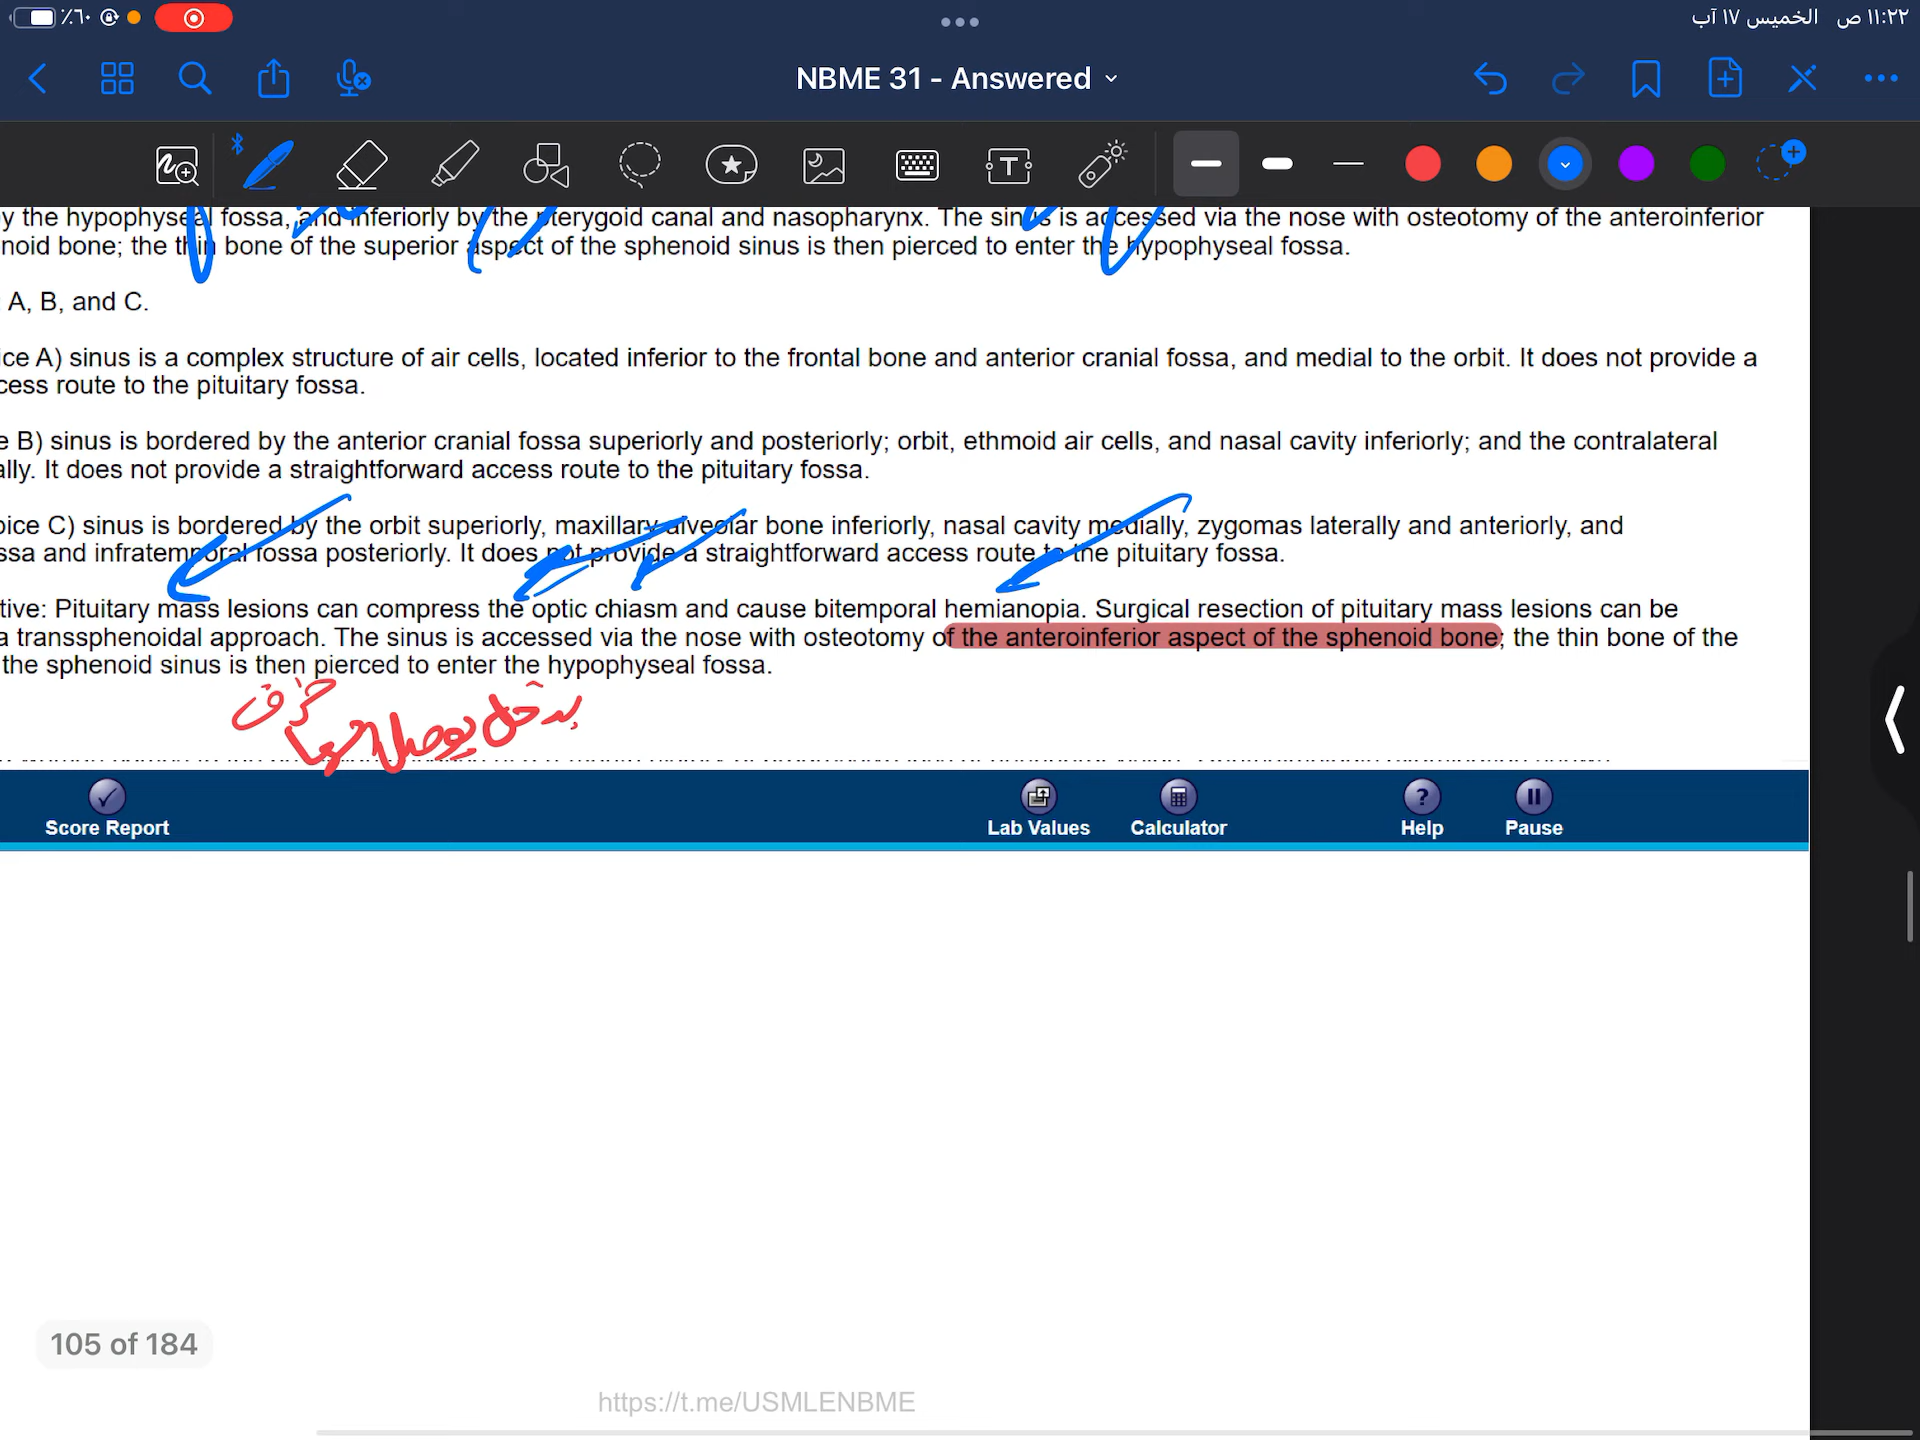 ٪٦٠
١١:٢٢ ص الخميس ١٧ آب
NBME 31 - Answered
y the hypophyseal fossa, and inferiorly by the pterygoid canal and nasopharynx. The sinus is accessed via the nose with osteotomy of the anteroinferior
noid bone; the thin bone of the superior aspect of the sphenoid sinus is then pierced to enter the hypophyseal fossa.
A, B, and C.
ice A) sinus is a complex structure of air cells, located inferior to the frontal bone and anterior cranial fossa, and medial to the orbit. It does not provide a
cess route to the pituitary fossa.
e B) sinus is bordered by the anterior cranial fossa superiorly and posteriorly; orbit, ethmoid air cells, and nasal cavity inferiorly; and the contralateral
ally. It does not provide a straightforward access route to the pituitary fossa.
oice C) sinus is bordered by the orbit superiorly, maxillary alveolar bone inferiorly, nasal cavity medially, zygomas laterally and anteriorly, and
ssa and infratemporal fossa posteriorly. It does not provide a straightforward access route to the pituitary fossa.
tive: Pituitary mass lesions can compress the optic chiasm and cause bitemporal hemianopia. Surgical resection of pituitary mass lesions can be
a transsphenoidal approach. The sinus is accessed via the nose with osteotomy of the anteroinferior aspect of the sphenoid bone; the thin bone of the
the sphenoid sinus is then pierced to enter the hypophyseal fossa.
Score Report
Lab Values
Calculator
Help
Pause
105 of 184
https://t.me/USMLENBME